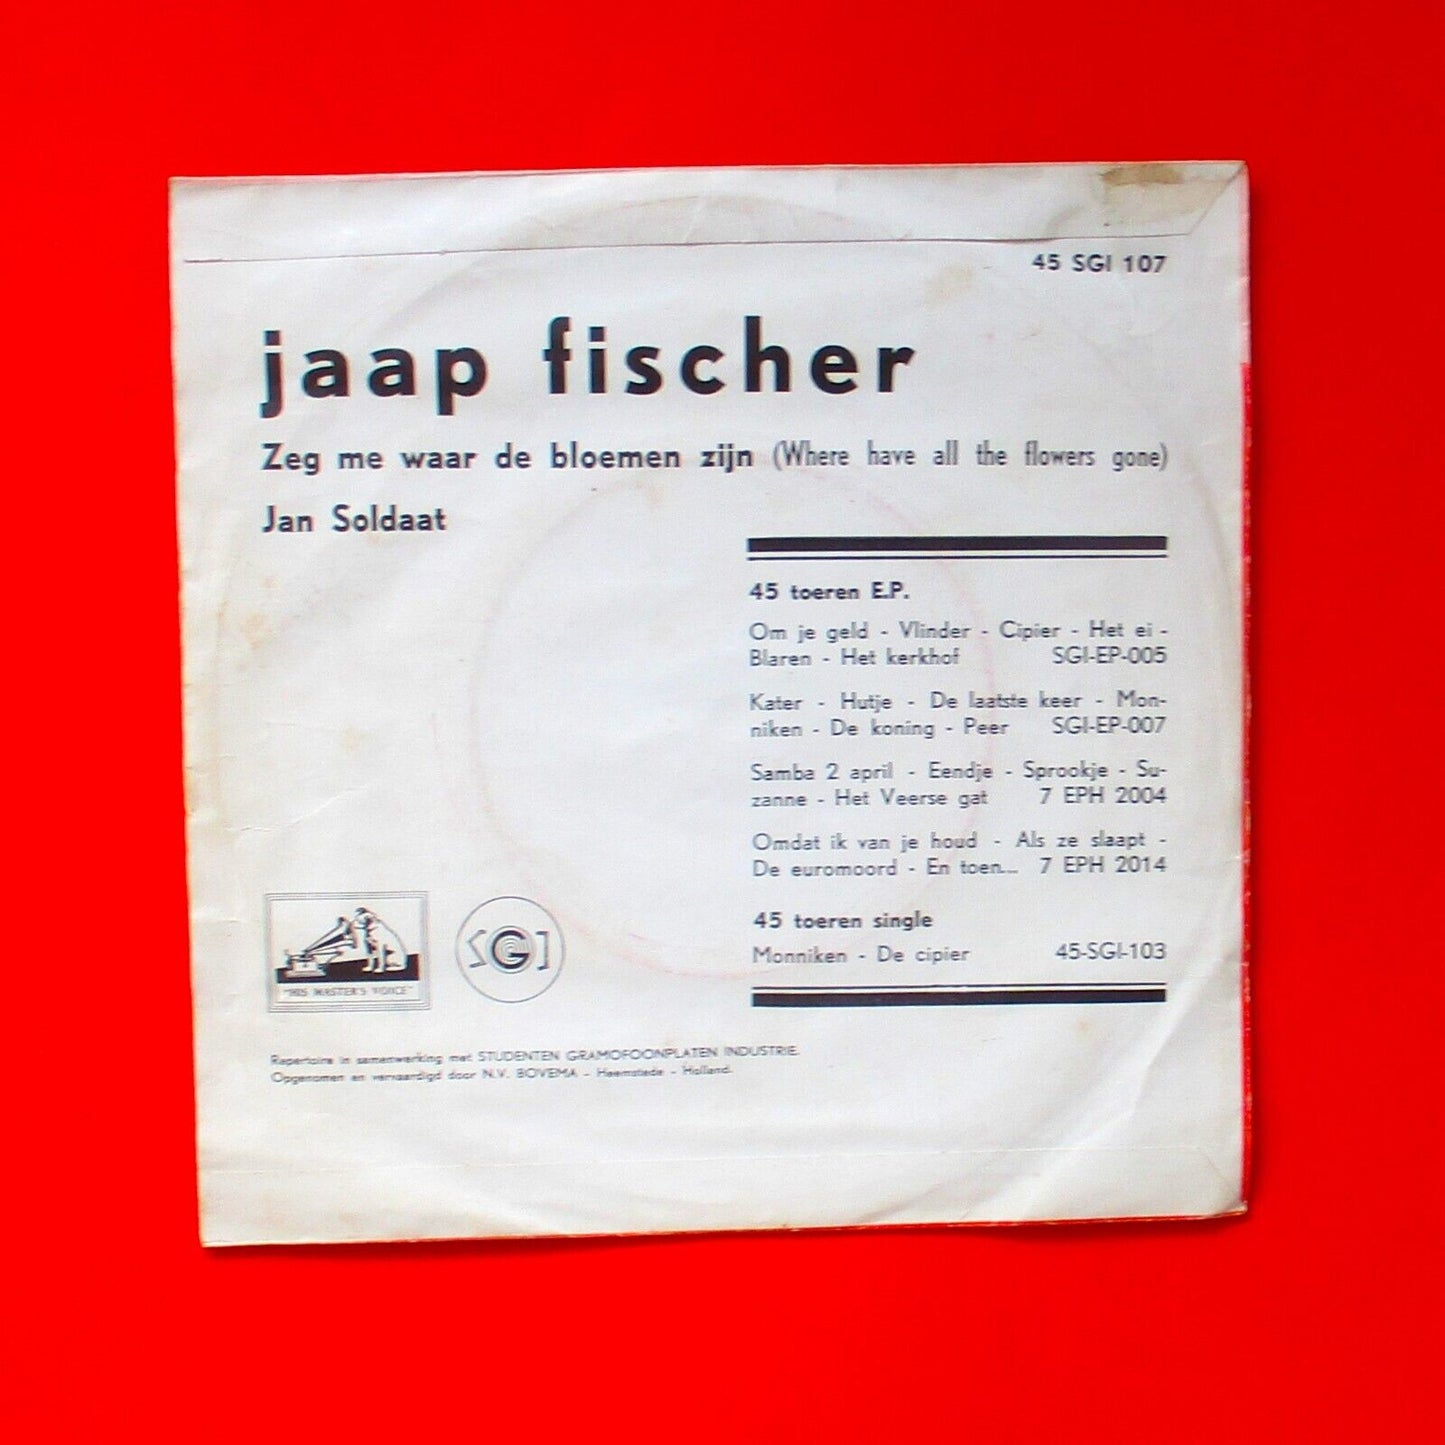 45 SGI 107
jaap fischer
Zeg me waar de bloemen zijn (Where have all the flowers gone)
Jan Soldaat
45 toeren E.P.
Om je geld - Vlinder - Cipier - Het ei -
Blaren - Het kerkhof SGI-EP-005
Kater - Hutje - De laatste keer - Mon-
niken - De koning - Peer SGI-EP-007
Samba 2 april - Eendje - Sprookje - Su-
zanne - Het Veerse gat 7 EPH 2004
Omdat ik van je houd - Als ze slaapt -
De euromoord - En toen... 7 EPH 2014
45 toeren single
Monniken - De cipier 45-SGI-103
"HIS MASTER'S VOICE"
SGI
Repertoire in samenwerking met STUDENTEN GRAMOFOONPLATEN INDUSTRIE.
Opgenomen en vervaardigd door N.V. BOVEMA - Heemstede - Holland.